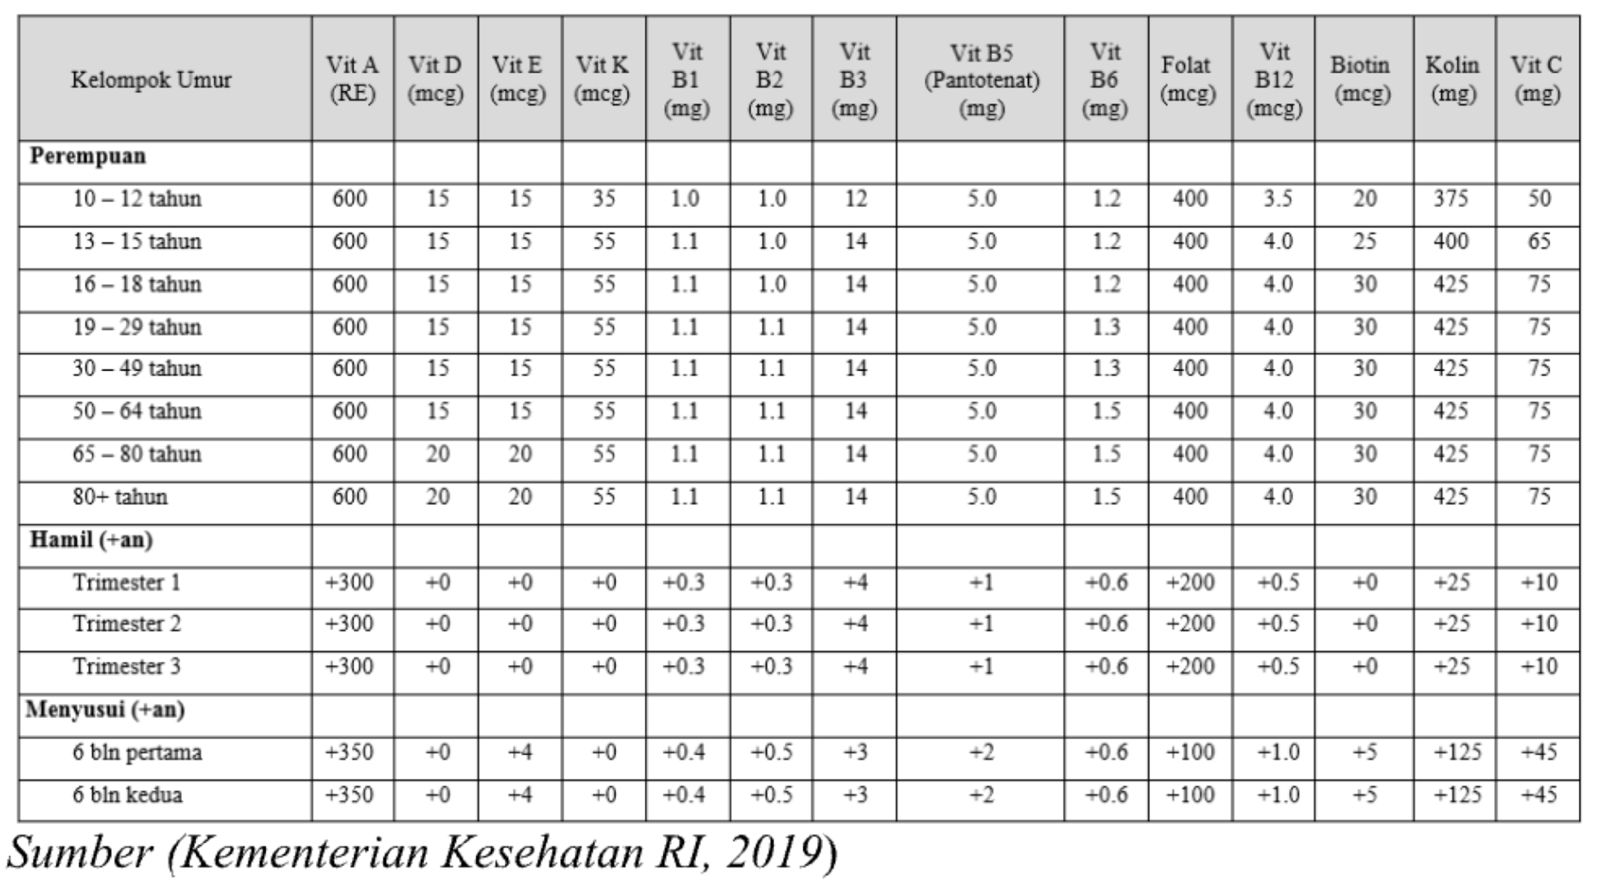 Kelompok Umur Vit A (RE) Vit D (mcg) Vit E (mcg) Vit K (mcg) Vit B1 (mg) Vit B2 (mg) Vit B3 (mg) Vit B5 (Pantotenat) (mg) Vit B6 (mg) Folat (mcg) Vit B12 (mcg) Biotin (mcg) Kolin (mg) Vit C (mg)
Perempuan
10 – 12 tahun 600 15 15 35 1.0 1.0 12 5.0 1.2 400 3.5 20 375 50
13 – 15 tahun 600 15 15 55 1.1 1.0 14 5.0 1.2 400 4.0 25 400 65
16 – 18 tahun 600 15 15 55 1.1 1.0 14 5.0 1.2 400 4.0 30 425 75
19 – 29 tahun 600 15 15 55 1.1 1.1 14 5.0 1.3 400 4.0 30 425 75
30 – 49 tahun 600 15 15 55 1.1 1.1 14 5.0 1.3 400 4.0 30 425 75
50 – 64 tahun 600 15 15 55 1.1 1.1 14 5.0 1.5 400 4.0 30 425 75
65 – 80 tahun 600 20 20 55 1.1 1.1 14 5.0 1.5 400 4.0 30 425 75
80+ tahun 600 20 20 55 1.1 1.1 14 5.0 1.5 400 4.0 30 425 75
Hamil (+an)
Trimester 1 +300 +0 +0 +0 +0.3 +0.3 +4 +1 +0.6 +200 +0.5 +0 +25 +10
Trimester 2 +300 +0 +0 +0 +0.3 +0.3 +4 +1 +0.6 +200 +0.5 +0 +25 +10
Trimester 3 +300 +0 +0 +0 +0.3 +0.3 +4 +1 +0.6 +200 +0.5 +0 +25 +10
Menyusui (+an)
6 bln pertama +350 +0 +4 +0 +0.4 +0.5 +3 +2 +0.6 +100 +1.0 +5 +125 +45
6 bln kedua +350 +0 +4 +0 +0.4 +0.5 +3 +2 +0.6 +100 +1.0 +5 +125 +45
Sumber (Kementerian Kesehatan RI, 2019)